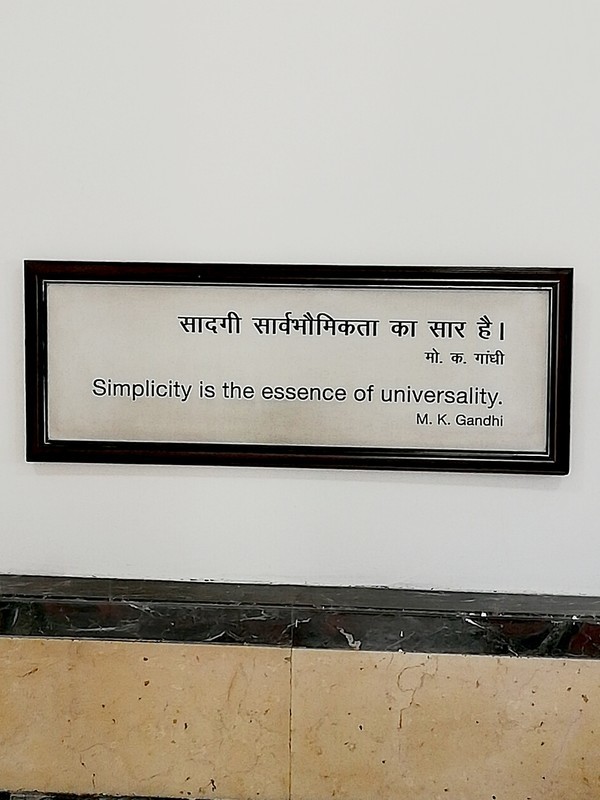 सादगी सार्वभौमिकता का सार है।
मो. क. गांधी
Simplicity is the essence of universality.
M. K. Gandhi